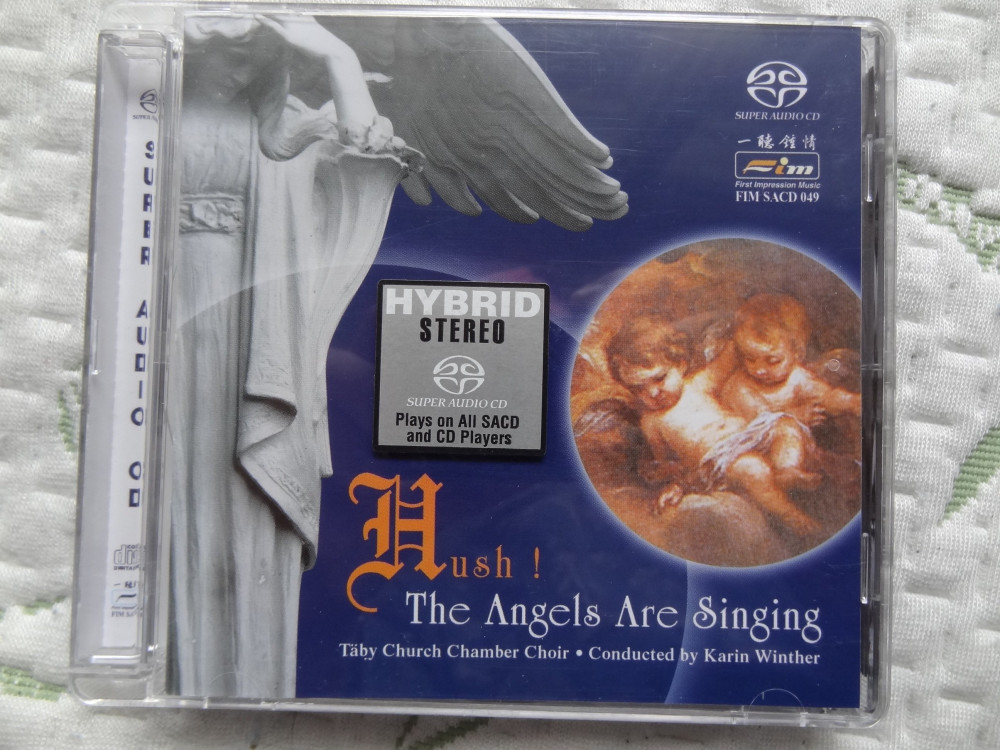 SUPER AUDIO CD
SUPER AUDIO CD
一聽鍾情
Fim
First Impression Music
FIM SACD 049
HYBRID
STEREO
SUPER AUDIO CD
Plays on All SACD
and CD Players
Hush !
The Angels Are Singing
Täby Church Chamber Choir • Conducted by Karin Winther